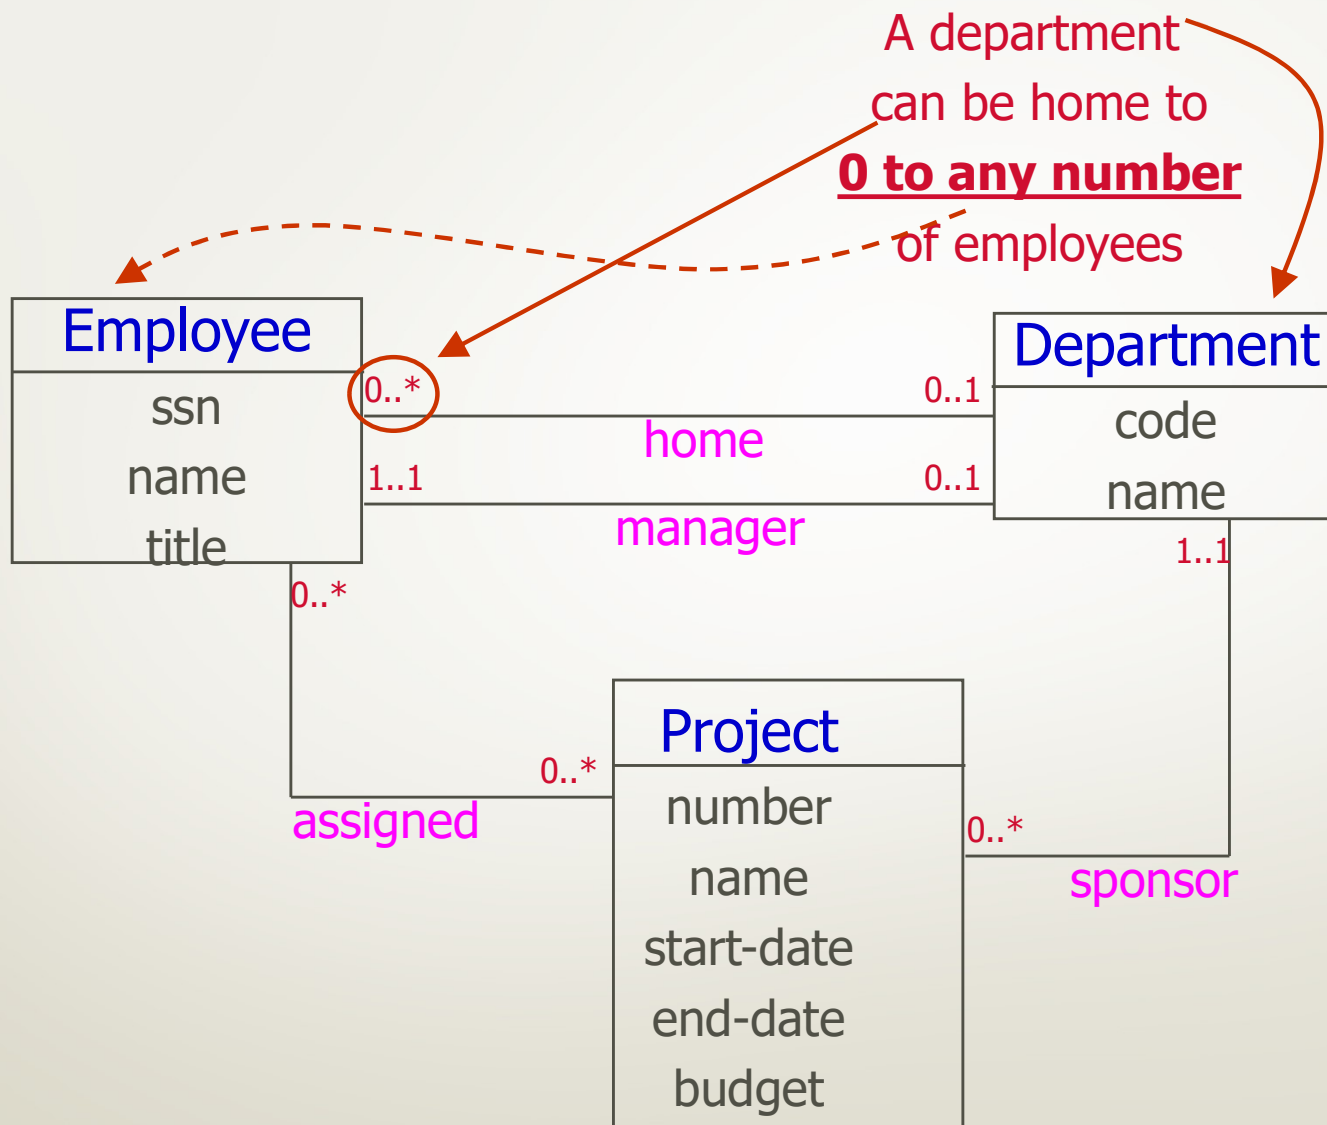 A department
can be home to
0 to any number
of employees
Employee
ssn
name
title
Department
code
name
0..*
0..1
home
1..1
0..1
manager
0..*
1..1
Project
number
name
start-date
end-date
budget
0..*
assigned
0..*
sponsor